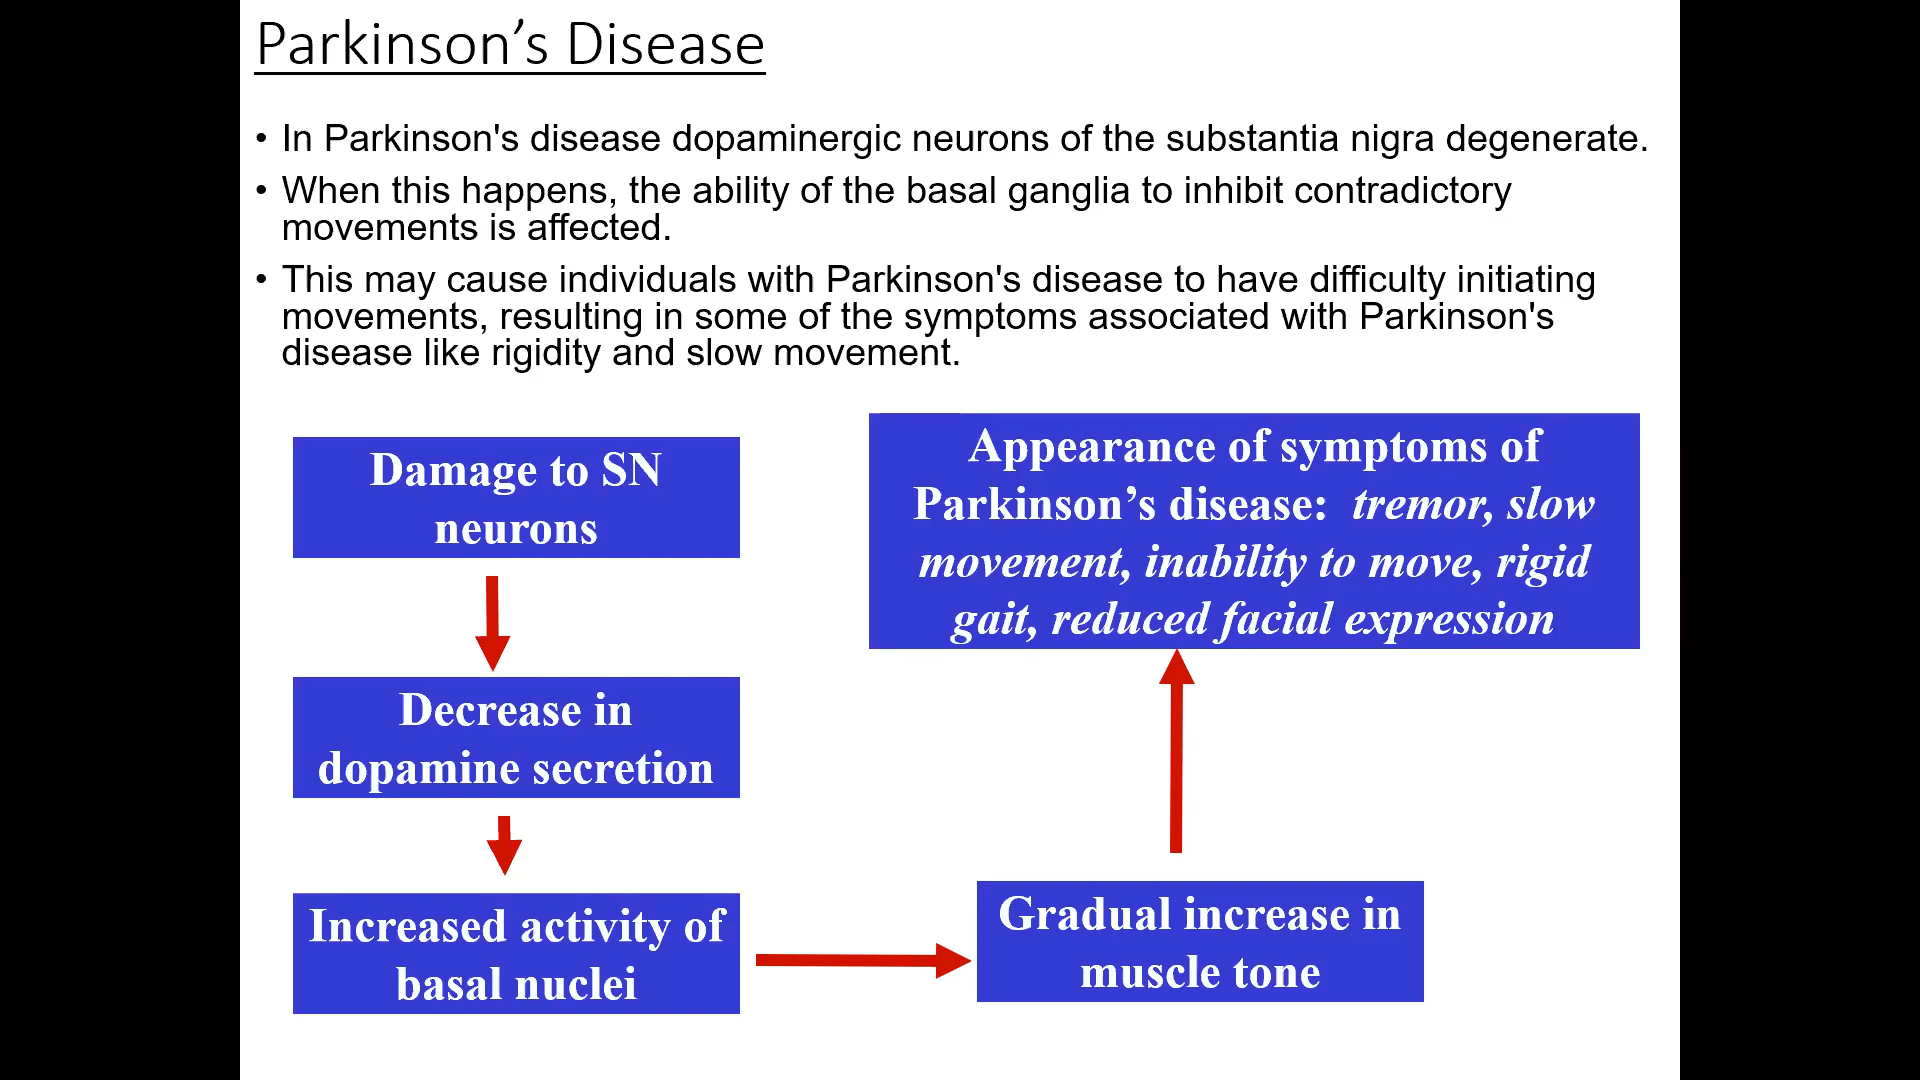 Parkinson’s Disease
• In Parkinson's disease dopaminergic neurons of the substantia nigra degenerate.
• When this happens, the ability of the basal ganglia to inhibit contradictory
movements is affected.
• This may cause individuals with Parkinson's disease to have difficulty initiating
movements, resulting in some of the symptoms associated with Parkinson's
disease like rigidity and slow movement.
Damage to SN
neurons
Decrease in
dopamine secretion
Increased activity of
basal nuclei
Gradual increase in
muscle tone
Appearance of symptoms of
Parkinson’s disease: tremor, slow
movement, inability to move, rigid
gait, reduced facial expression